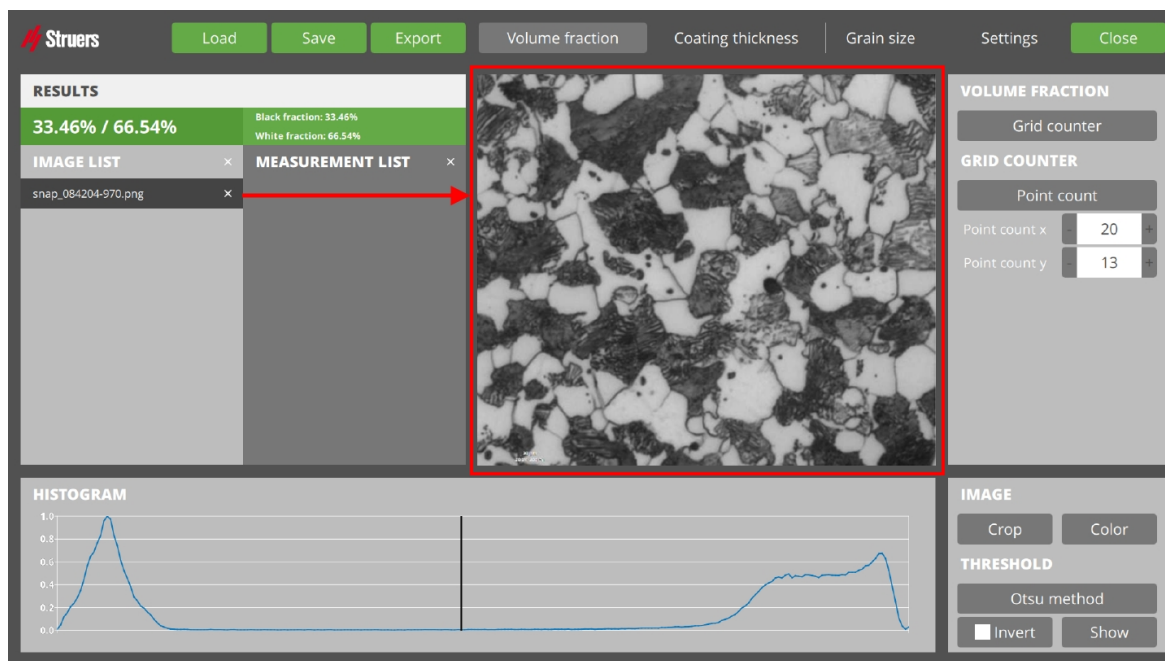 Struers
Load
Save
Export
Volume fraction
Coating thickness
Grain size
Settings
Close
RESULTS
33.46% / 66.54%
Black fraction: 33.46%
White fraction: 66.54%
IMAGE LIST ×
MEASUREMENT LIST ×
snap_084204-970.png ×
VOLUME FRACTION
Grid counter
GRID COUNTER
Point count
Point count x - 20 +
Point count y - 13 +
HISTOGRAM
1.0
0.8
0.6
0.4
0.2
0.0
IMAGE
Crop
Color
THRESHOLD
Otsu method
Invert
Show